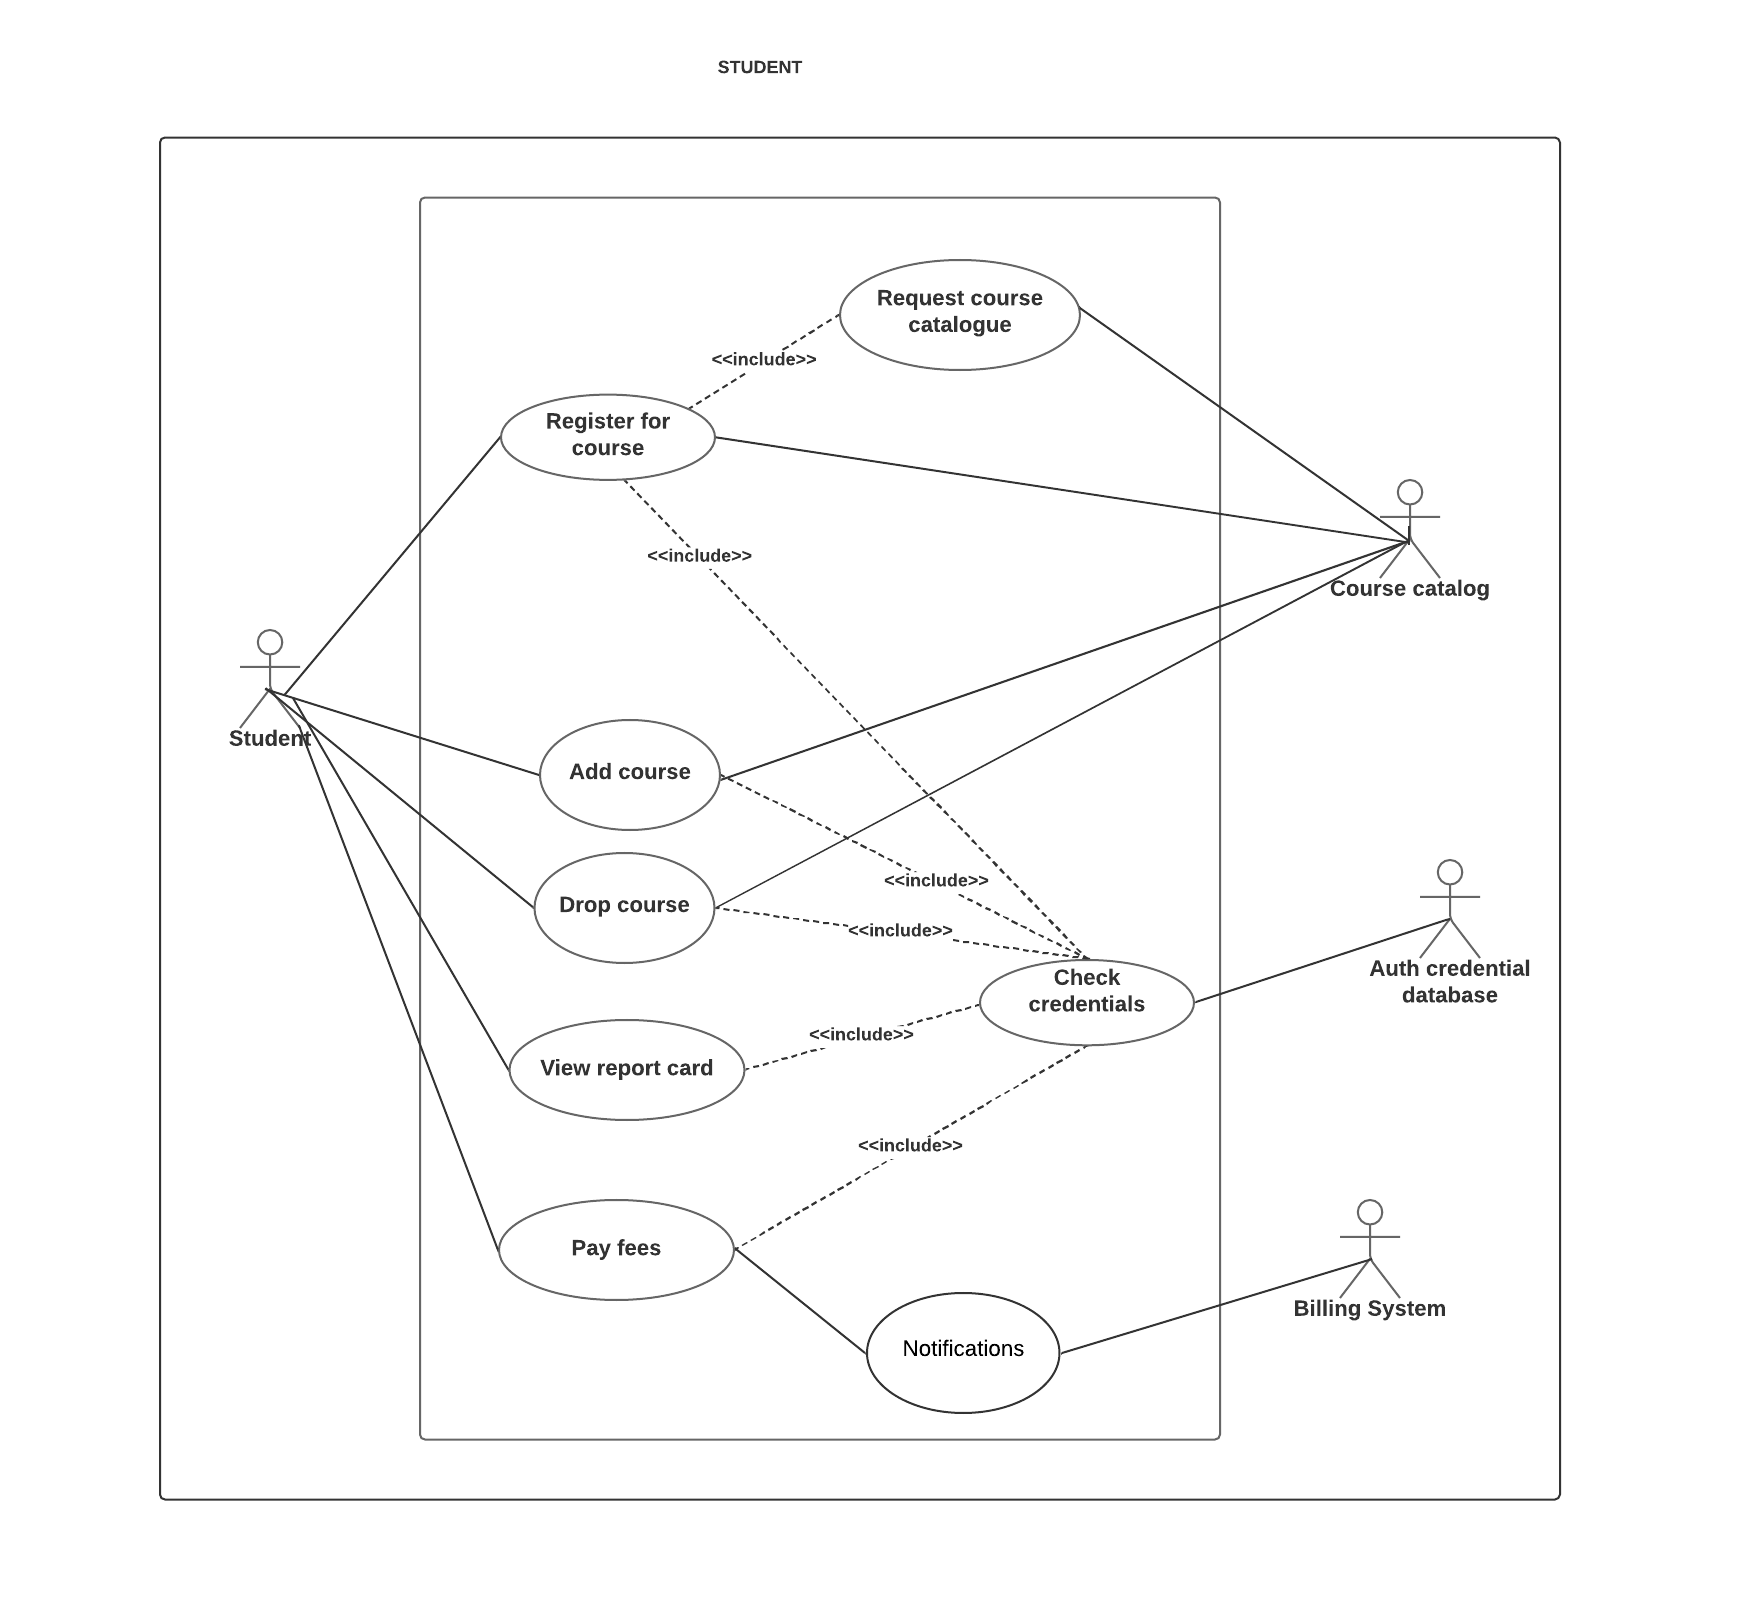 STUDENT
Request course
catalogue
<<include>>
Register for
course
<<include>>
Course catalog
Student
Add course
<<include>>
Drop course
<<include>>
Check
credentials
Auth credential
database
<<include>>
View report card
<<include>>
Pay fees
Billing System
Notifications